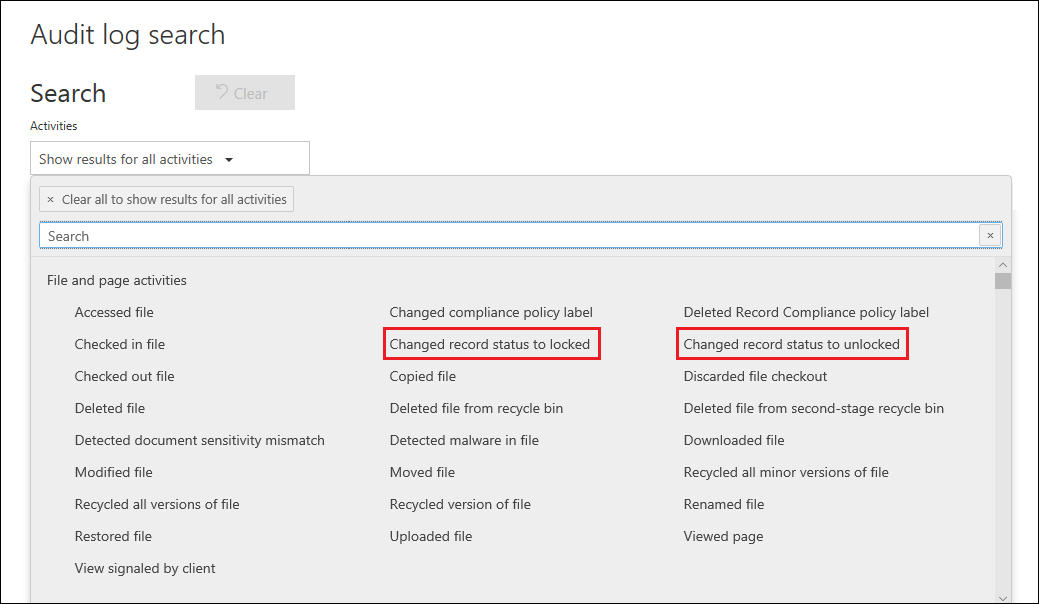 Audit log search
Search
Clear
Activities
Show results for all activities
× Clear all to show results for all activities
Search ×
File and page activities
Accessed file Changed compliance policy label Deleted Record Compliance policy label
Checked in file Changed record status to locked Changed record status to unlocked
Checked out file Copied file Discarded file checkout
Deleted file Deleted file from recycle bin Deleted file from second-stage recycle bin
Detected document sensitivity mismatch Detected malware in file Downloaded file
Modified file Moved file Recycled all minor versions of file
Recycled all versions of file Recycled version of file Renamed file
Restored file Uploaded file Viewed page
View signaled by client